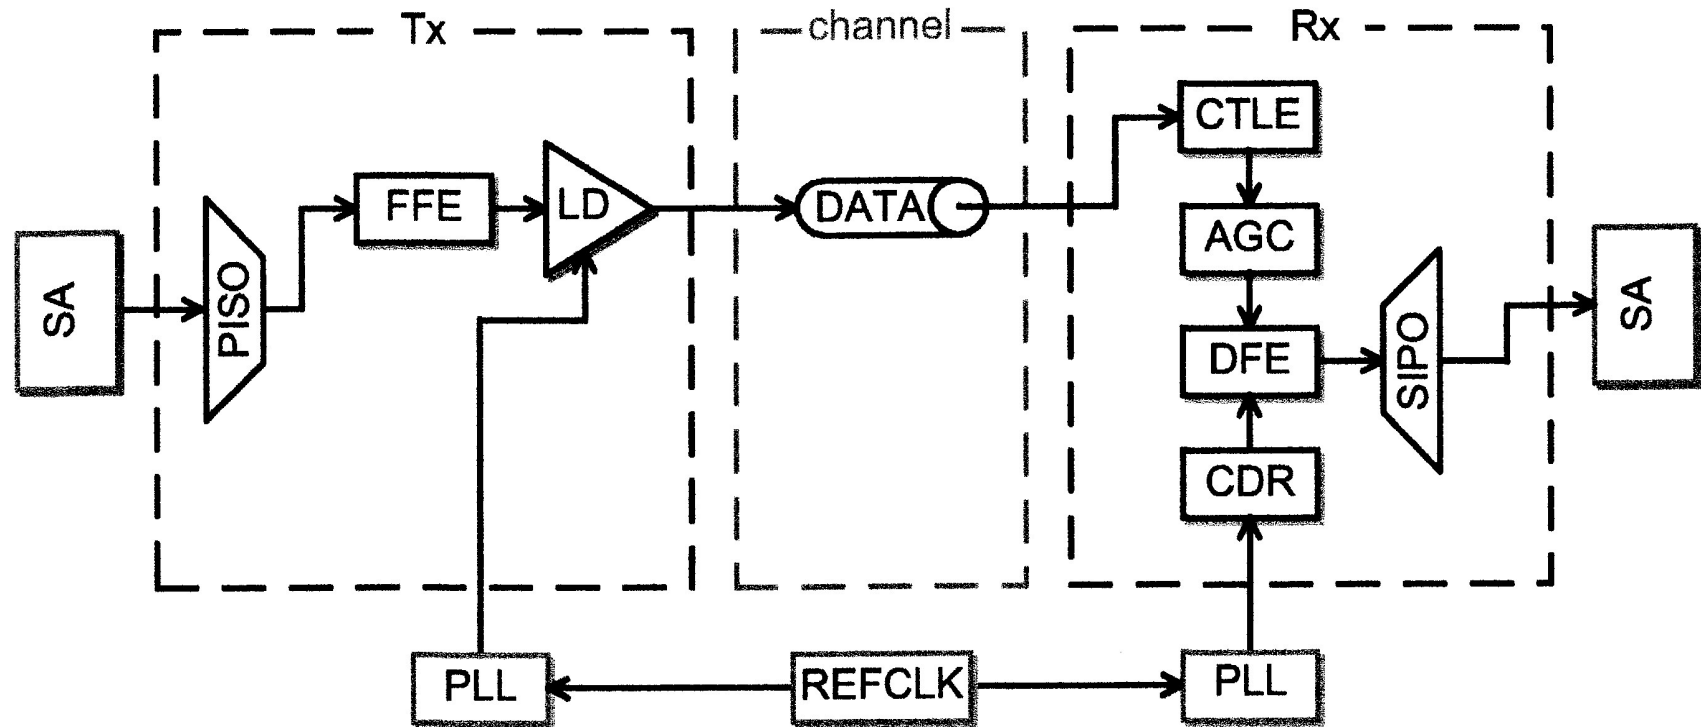 Tx
channel
Rx
CTLE
FFE
LD
DATA
AGC
SA
PISO
DFE
SIPO
SA
CDR
PLL
REFCLK
PLL